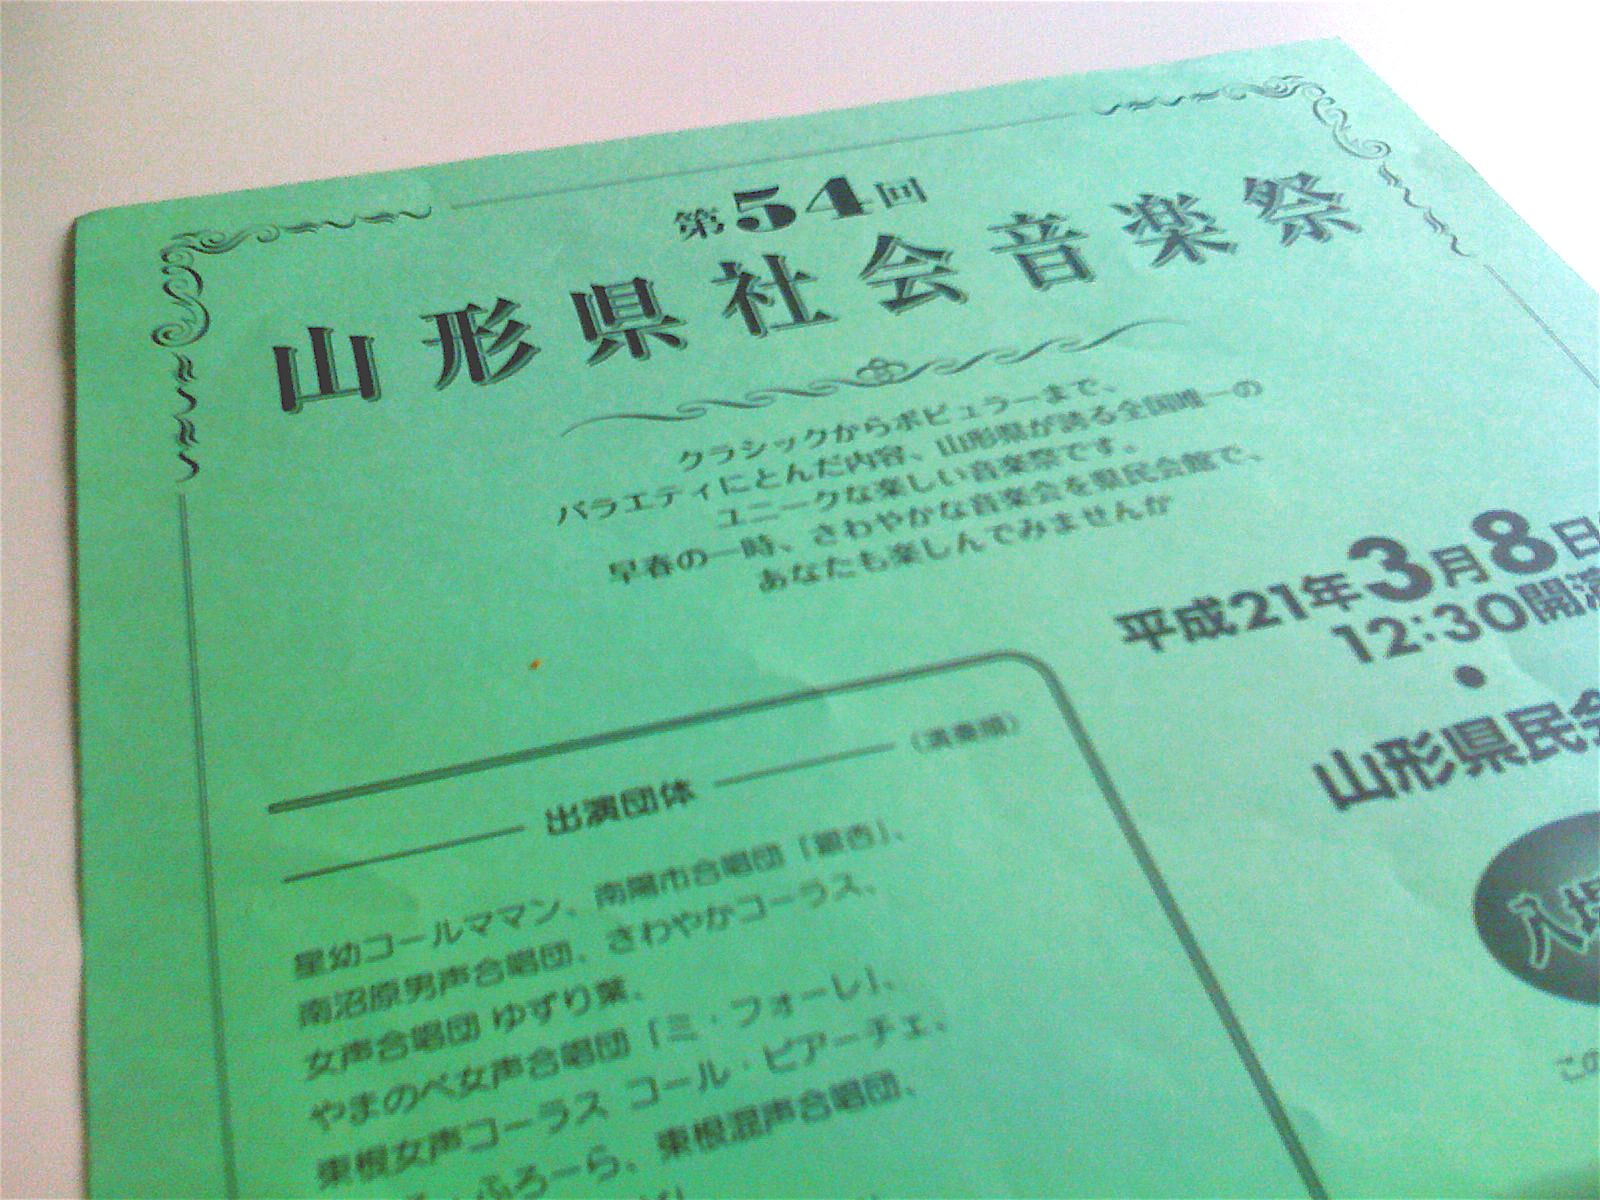 第54回
山形県社会音楽祭
クラシックからポピュラーまで、
バラエティにとんだ内容、山形県が誇る全国唯一の
ユニークな楽しい音楽祭です。
早春の一時、さわやかな音楽会を県民会館で、
あなたも楽しんでみませんか
平成21年3月8日
12:30開演
山形県民会
入場
この
出演団体 (演奏順)
星幼コールママン、南陽市合唱団「銀杏」、
南沼原男声合唱団、さわやかコーラス、
女声合唱団 ゆずり葉、
やまのべ女声合唱団「ミ・フォーレ」、
東根女声コーラス コール・ピアーチェ、
ふろーら、東根混声合唱団、